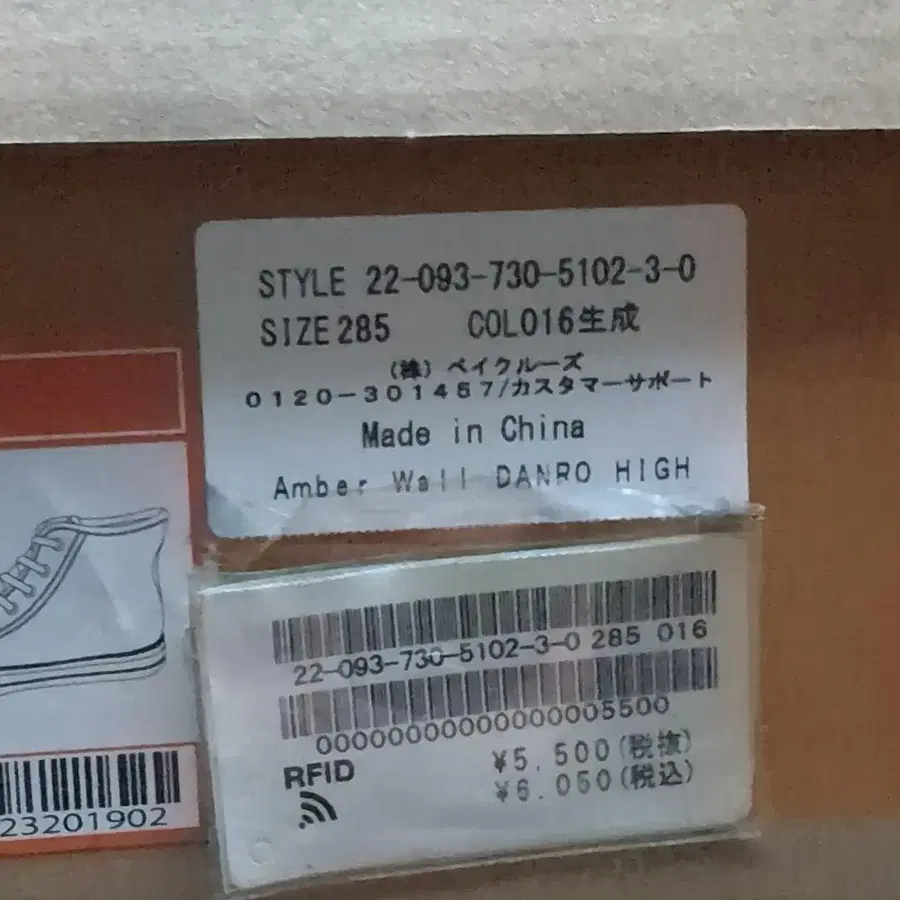 STYLE 22-093-730-5102-3-0
SIZE 285 COL016生成
(株) ベイクルーズ
0120-301457/カスタマーサポート
Made in China
Amber Wall DANRO HIGH
22-093-730-5102-3-0 285 016
00000000000000005500
RFID
¥5,500(税抜)
¥6,050(税込)
23201902